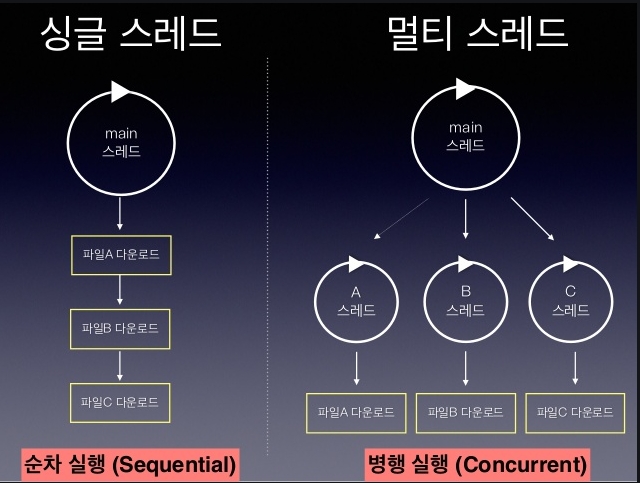 싱글 스레드
main
스레드
파일A 다운로드
파일B 다운로드
파일C 다운로드
순차 실행 (Sequential)
멀티 스레드
main
스레드
A
스레드
B
스레드
C
스레드
파일A 다운로드
파일B 다운로드
파일C 다운로드
병행 실행 (Concurrent)